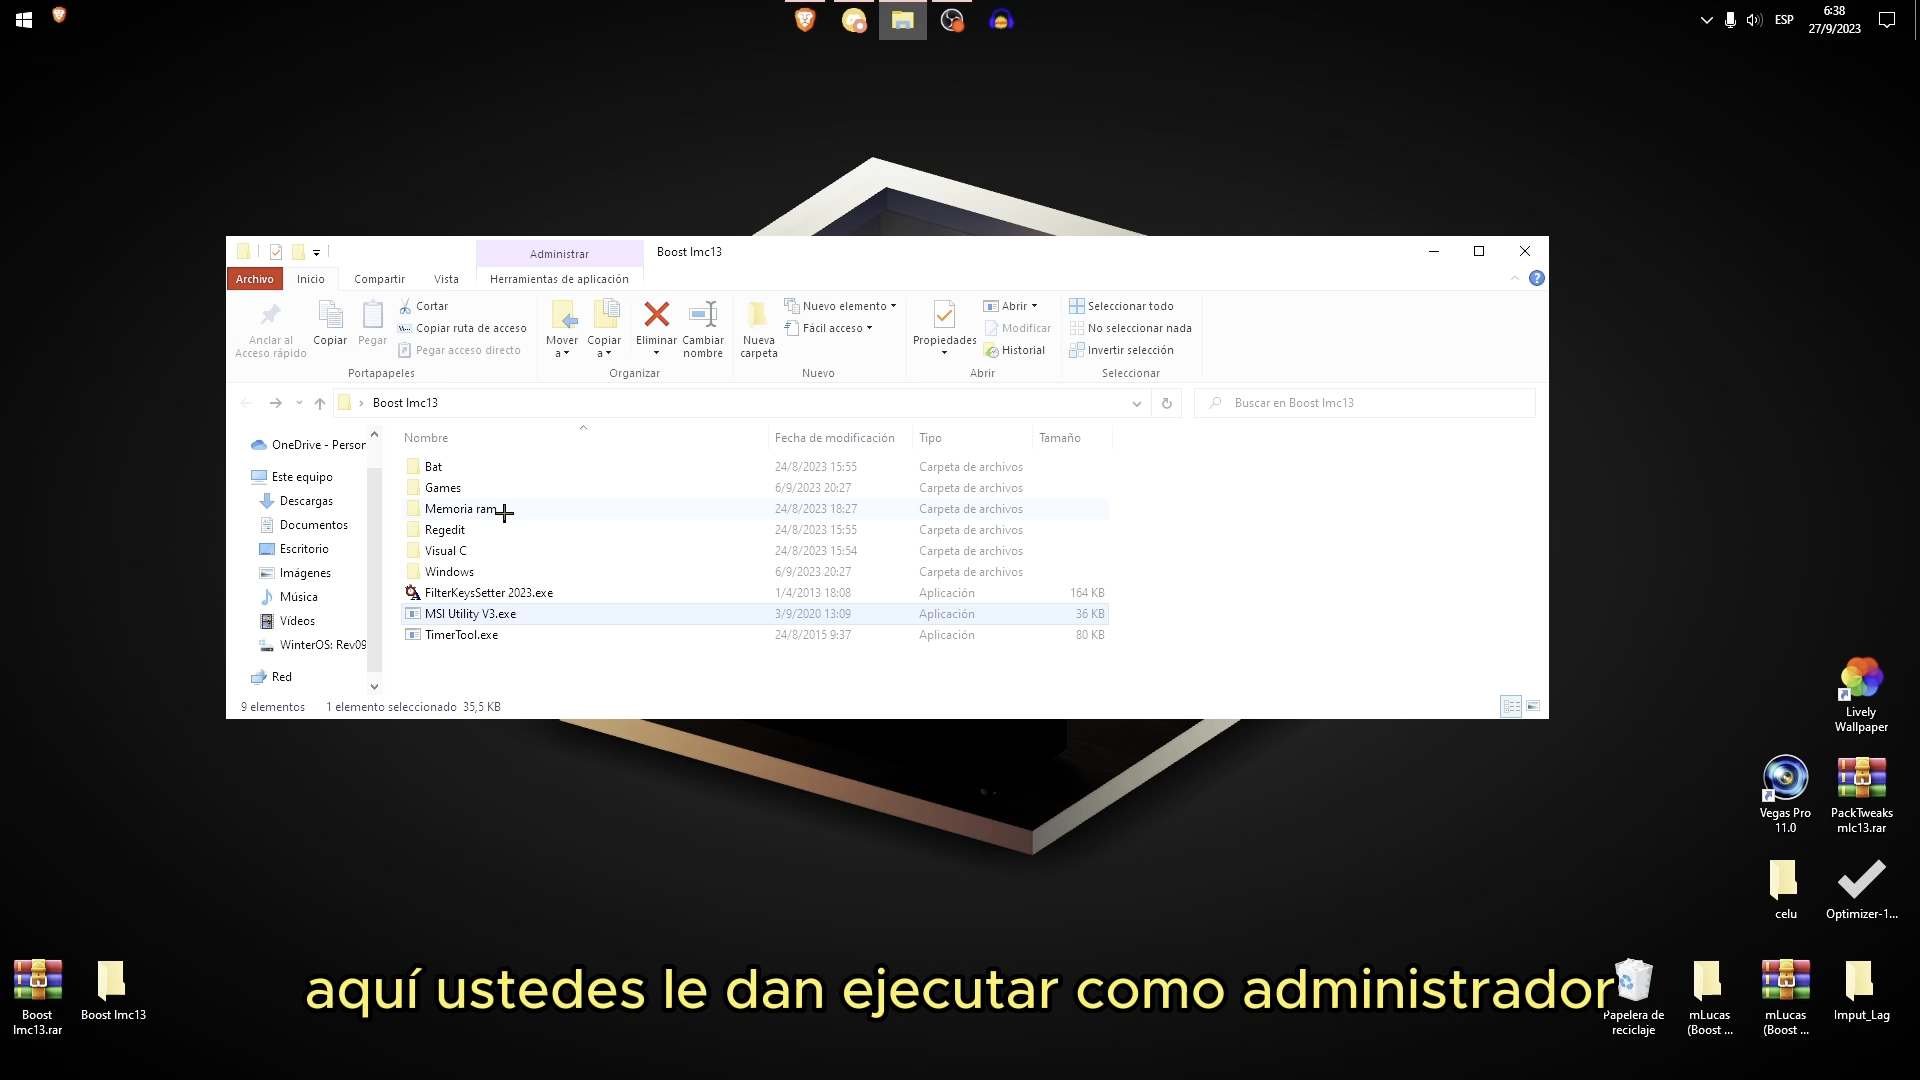 ESP
6:38
27/9/2023
Administrar
Boost lmc13
Archivo
Inicio
Compartir
Vista
Herramientas de aplicación
Anclar al
Acceso rápido
Copiar
Pegar
Cortar
Copiar ruta de acceso
Pegar acceso directo
Portapapeles
Mover
a
Copiar
a
Eliminar
Cambiar
nombre
Organizar
Nueva
carpeta
Nuevo elemento
Fácil acceso
Nuevo
Propiedades
Abrir
Modificar
Historial
Abrir
Seleccionar todo
No seleccionar nada
Invertir selección
Seleccionar
Boost lmc13
Buscar en Boost lmc13
OneDrive - Person
Este equipo
Descargas
Documentos
Escritorio
Imágenes
Música
Vídeos
WinterOS: Rev09
Red
Nombre Fecha de modificación Tipo Tamaño
Bat 24/8/2023 15:55 Carpeta de archivos
Games 6/9/2023 20:27 Carpeta de archivos
Memoria ram 24/8/2023 18:27 Carpeta de archivos
Regedit 24/8/2023 15:55 Carpeta de archivos
Visual C 24/8/2023 15:54 Carpeta de archivos
Windows 6/9/2023 20:27 Carpeta de archivos
FilterKeysSetter 2023.exe 1/4/2013 18:08 Aplicación 164 KB
MSI Utility V3.exe 3/9/2020 13:09 Aplicación 36 KB
TimerTool.exe 24/8/2015 9:37 Aplicación 80 KB
9 elementos 1 elemento seleccionado 35,5 KB
Lively
Wallpaper
Vegas Pro
11.0
PackTweaks
mlc13.rar
celu
Optimizer-1...
Boost
lmc13.rar
Boost lmc13
aquí ustedes le dan ejecutar como administrador
Papelera de
reciclaje
mLucas
(Boost ...
mLucas
(Boost ...
Imput_Lag